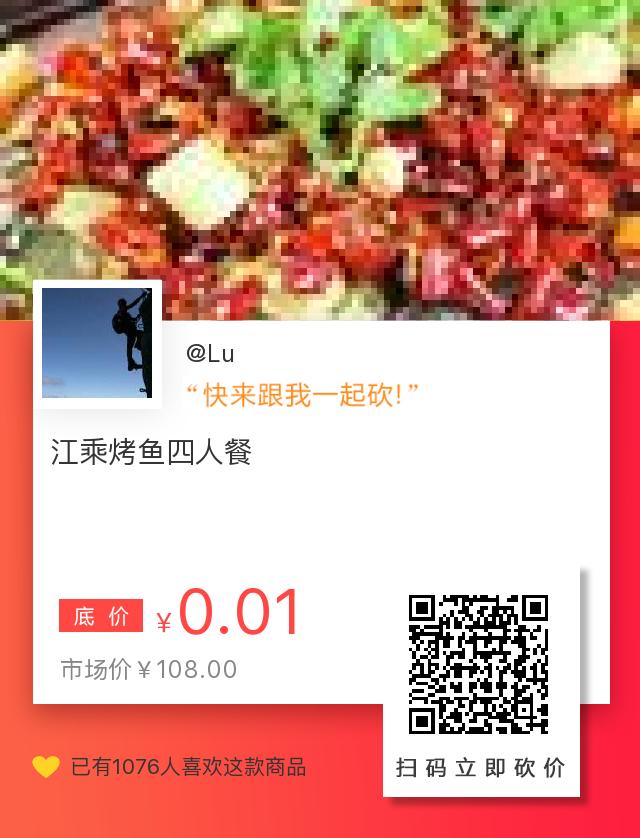 @Lu
“快来跟我一起砍!”
江乘烤鱼四人餐
底价 ¥0.01
市场价¥108.00
已有1076人喜欢这款商品
扫码立即砍价